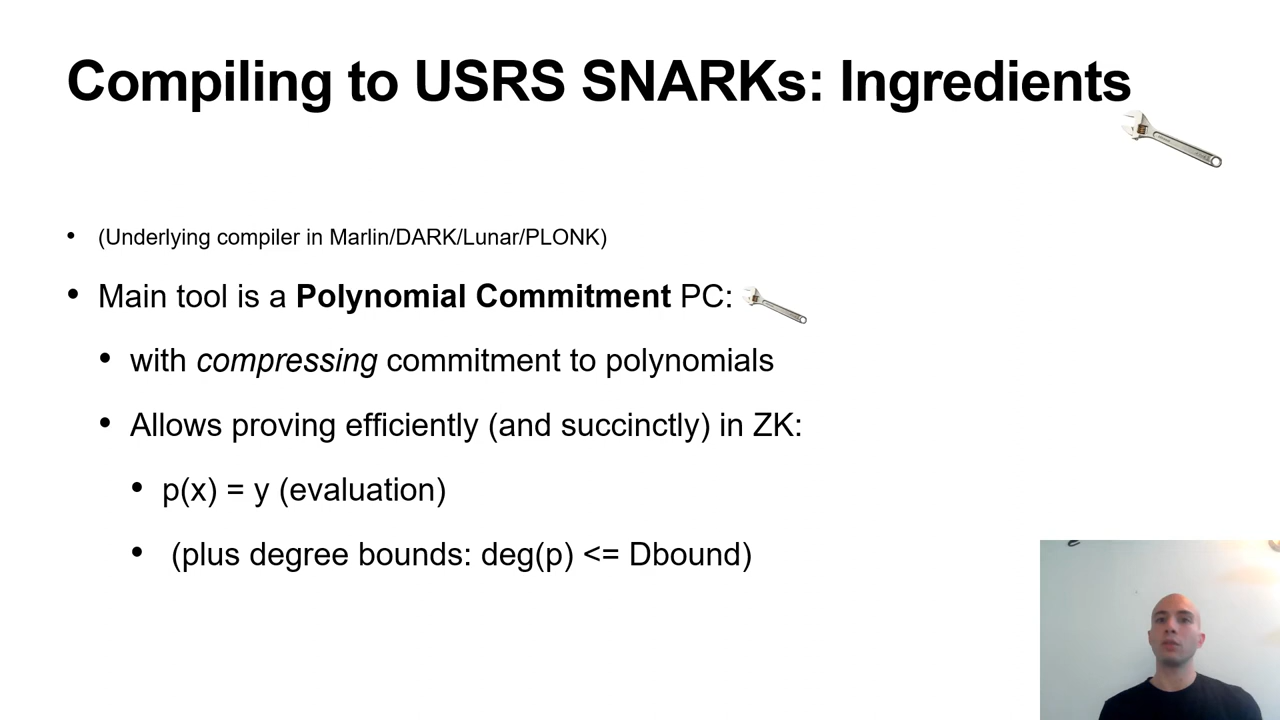 Compiling to USRS SNARKs: Ingredients
• (Underlying compiler in Marlin/DARK/Lunar/PLONK)
• Main tool is a Polynomial Commitment PC:
• with compressing commitment to polynomials
• Allows proving efficiently (and succinctly) in ZK:
• p(x) = y (evaluation)
• (plus degree bounds: deg(p) <= Dbound)